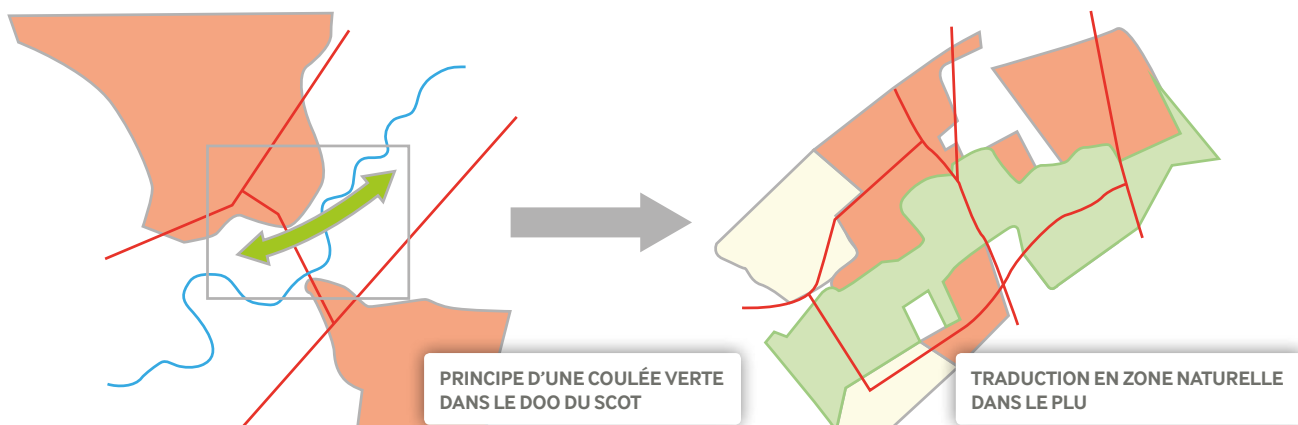 PRINCIPE D'UNE COULÉE VERTE
DANS LE DOO DU SCOT
TRADUCTION EN ZONE NATURELLE
DANS LE PLU